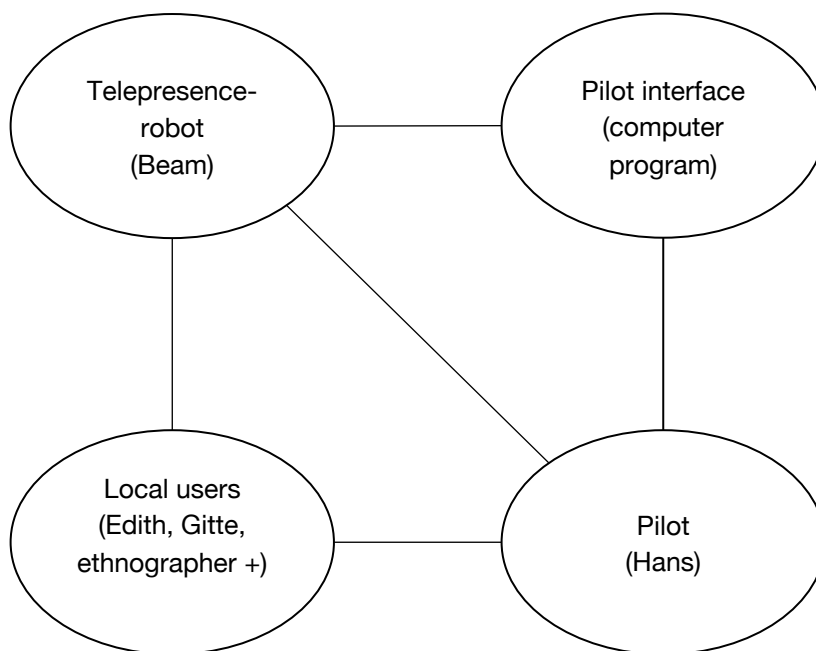 Telepresence-
robot
(Beam)
Pilot interface
(computer
program)
Local users
(Edith, Gitte,
ethnographer +)
Pilot
(Hans)